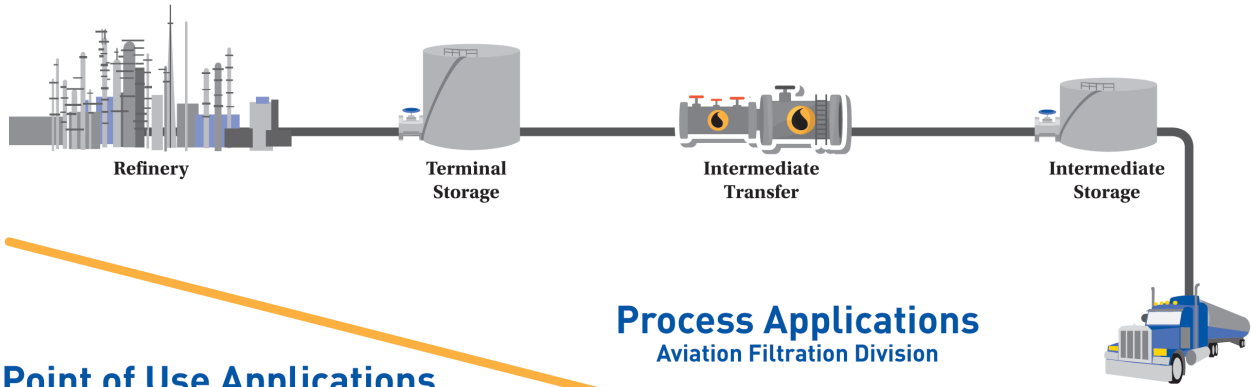 Refinery
Terminal
Storage
Intermediate
Transfer
Intermediate
Storage
Process Applications
Aviation Filtration Division
Point of Use Applications